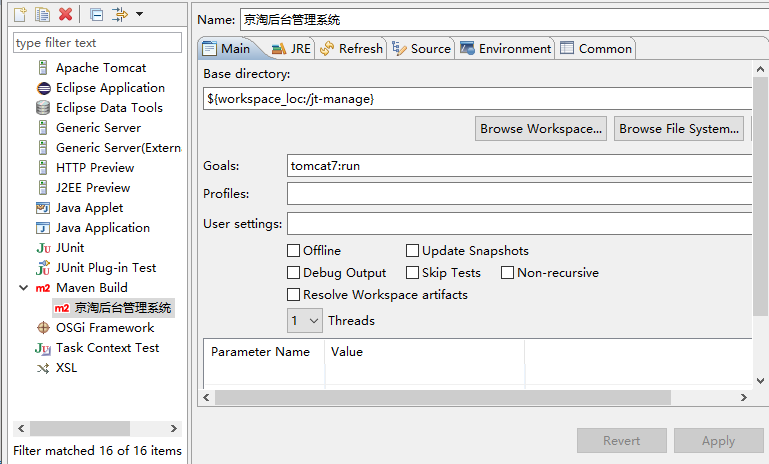 Name: 京淘后台管理系统
type filter text
Apache Tomcat
Eclipse Application
Eclipse Data Tools
Generic Server
Generic Server(Extern
HTTP Preview
J2EE Preview
Java Applet
Java Application
JUnit
JUnit Plug-in Test
Maven Build
京淘后台管理系统
OSGi Framework
Task Context Test
XSL
Filter matched 16 of 16 items
Main JRE Refresh Source Environment Common
Base directory:
${workspace_loc:/jt-manage}
Browse Workspace... Browse File System...
Goals: tomcat7:run
Profiles:
User settings:
Offline Update Snapshots
Debug Output Skip Tests Non-recursive
Resolve Workspace artifacts
1 Threads
Parameter Name Value
Revert Apply